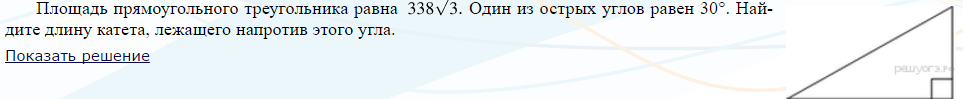 Площадь прямоугольного треугольника равна 338√3. Один из острых углов равен 30°. Най-
дите длину катета, лежащего напротив этого угла.
Показать решение
решуогэ.рф